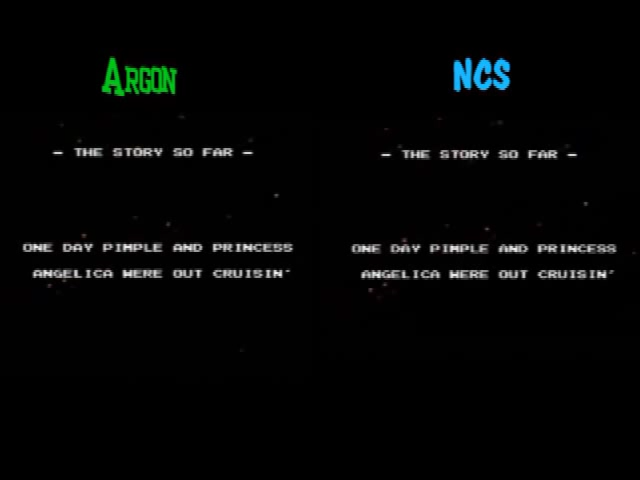 ARGON
- THE STORY SO FAR -
ONE DAY PIMPLE AND PRINCESS
ANGELICA WERE OUT CRUISIN'
NCS
- THE STORY SO FAR -
ONE DAY PIMPLE AND PRINCESS
ANGELICA WERE OUT CRUISIN'